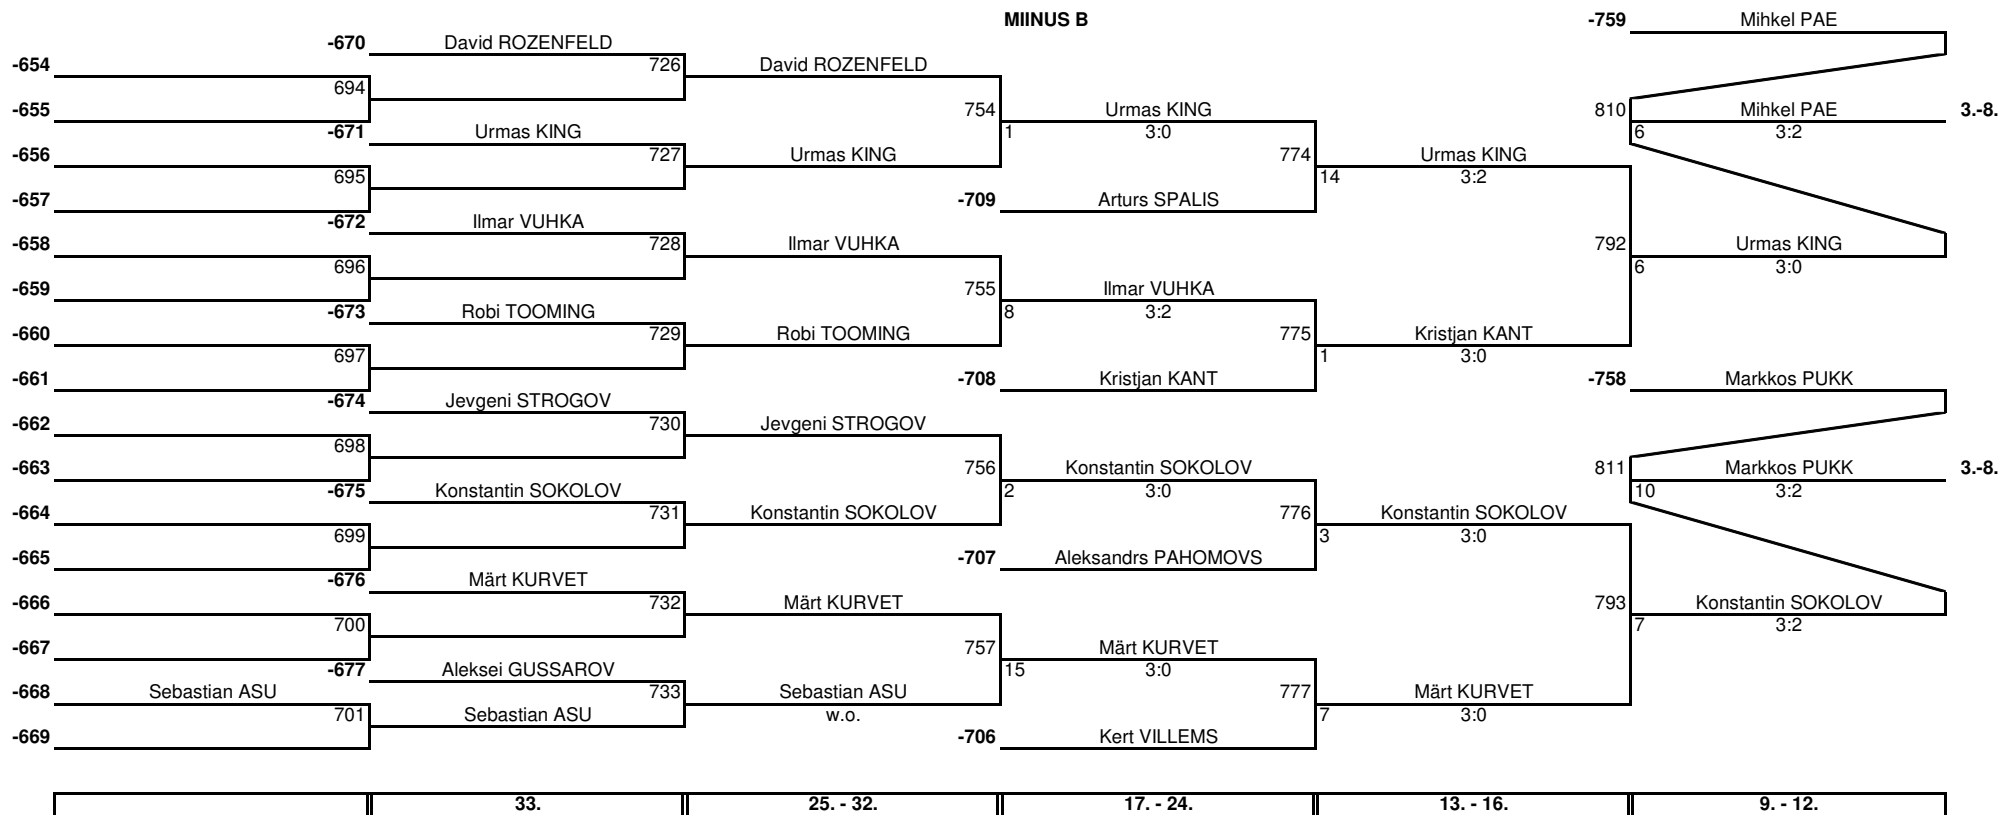 MIINUS B
-759 Mihkel PAE
-670 David ROZENFELD
-654 726 David ROZENFELD
694
-655 754 Urmas KING 810 Mihkel PAE 3.-8.
-671 Urmas KING 1 3:0 6 3:2
-656 727 Urmas KING 774 Urmas KING
695 14 3:2
-657 -709 Arturs SPALIS
-672 Ilmar VUHKA
-658 728 Ilmar VUHKA 792 Urmas KING
696 6 3:0
-659 755 Ilmar VUHKA
-673 Robi TOOMING 8 3:2
-660 729 Robi TOOMING 775 Kristjan KANT
697 1 3:0
-661 -708 Kristjan KANT -758 Markkos PUKK
-674 Jevgeni STROGOV
-662 730 Jevgeni STROGOV
698
-663 756 Konstantin SOKOLOV 811 Markkos PUKK 3.-8.
-675 Konstantin SOKOLOV 2 3:0 10 3:2
-664 731 Konstantin SOKOLOV 776 Konstantin SOKOLOV
699 3 3:0
-665 -707 Aleksandrs PAHOMOVS
-676 Märt KURVET
-666 732 Märt KURVET 793 Konstantin SOKOLOV
700 7 3:2
-667 757 Märt KURVET
-677 Aleksei GUSSAROV 15 3:0
-668 Sebastian ASU 733 Sebastian ASU 777 Märt KURVET
701 Sebastian ASU w.o. 7 3:0
-669 -706 Kert VILLEMS
33. 25. - 32. 17. - 24. 13. - 16. 9. - 12.